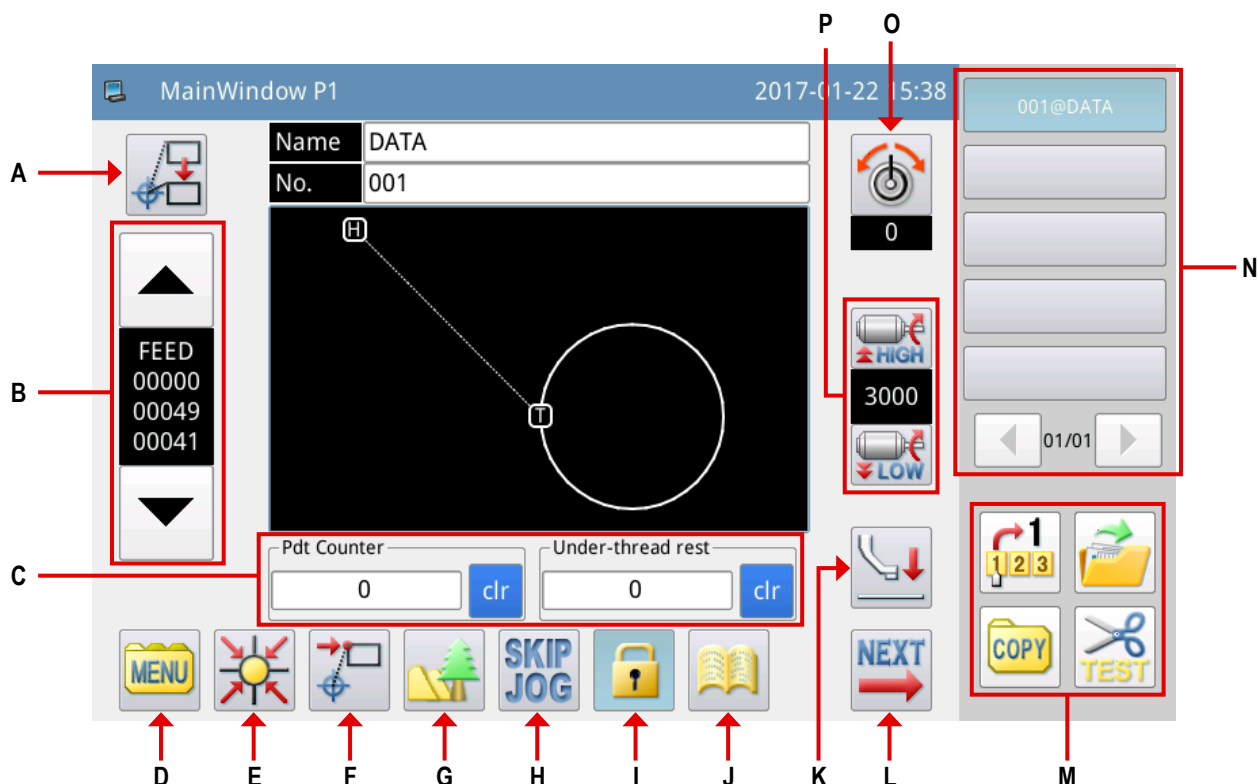 P O
MainWindow P1 2017-01-22 15:38
001@DATA
Name DATA
A
No. 001
0
H
N
HIGH
FEED
00000
B
3000
00049
00041
T
01/01
LOW
Pdt Counter Under-thread rest
C
0 clr 0 clr
K
1
1 2 3
MENU
SKIP
JOG
NEXT
COPY
TEST
D E F G H I J K L M